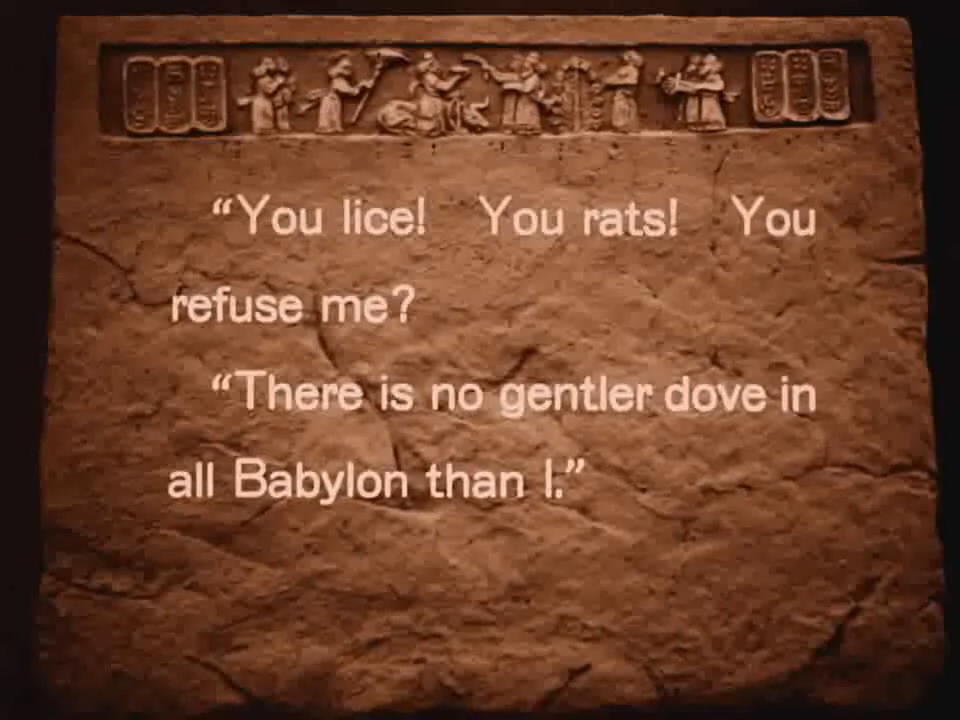 “You lice! You rats! You
refuse me?
“There is no gentler dove in
all Babylon than I.”